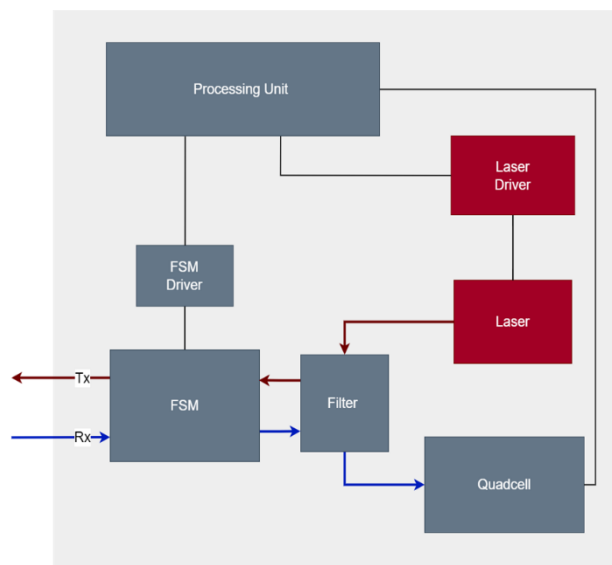 Processing Unit
Laser
Driver
FSM
Driver
Laser
Tx
FSM
Filter
Rx
Quadcell